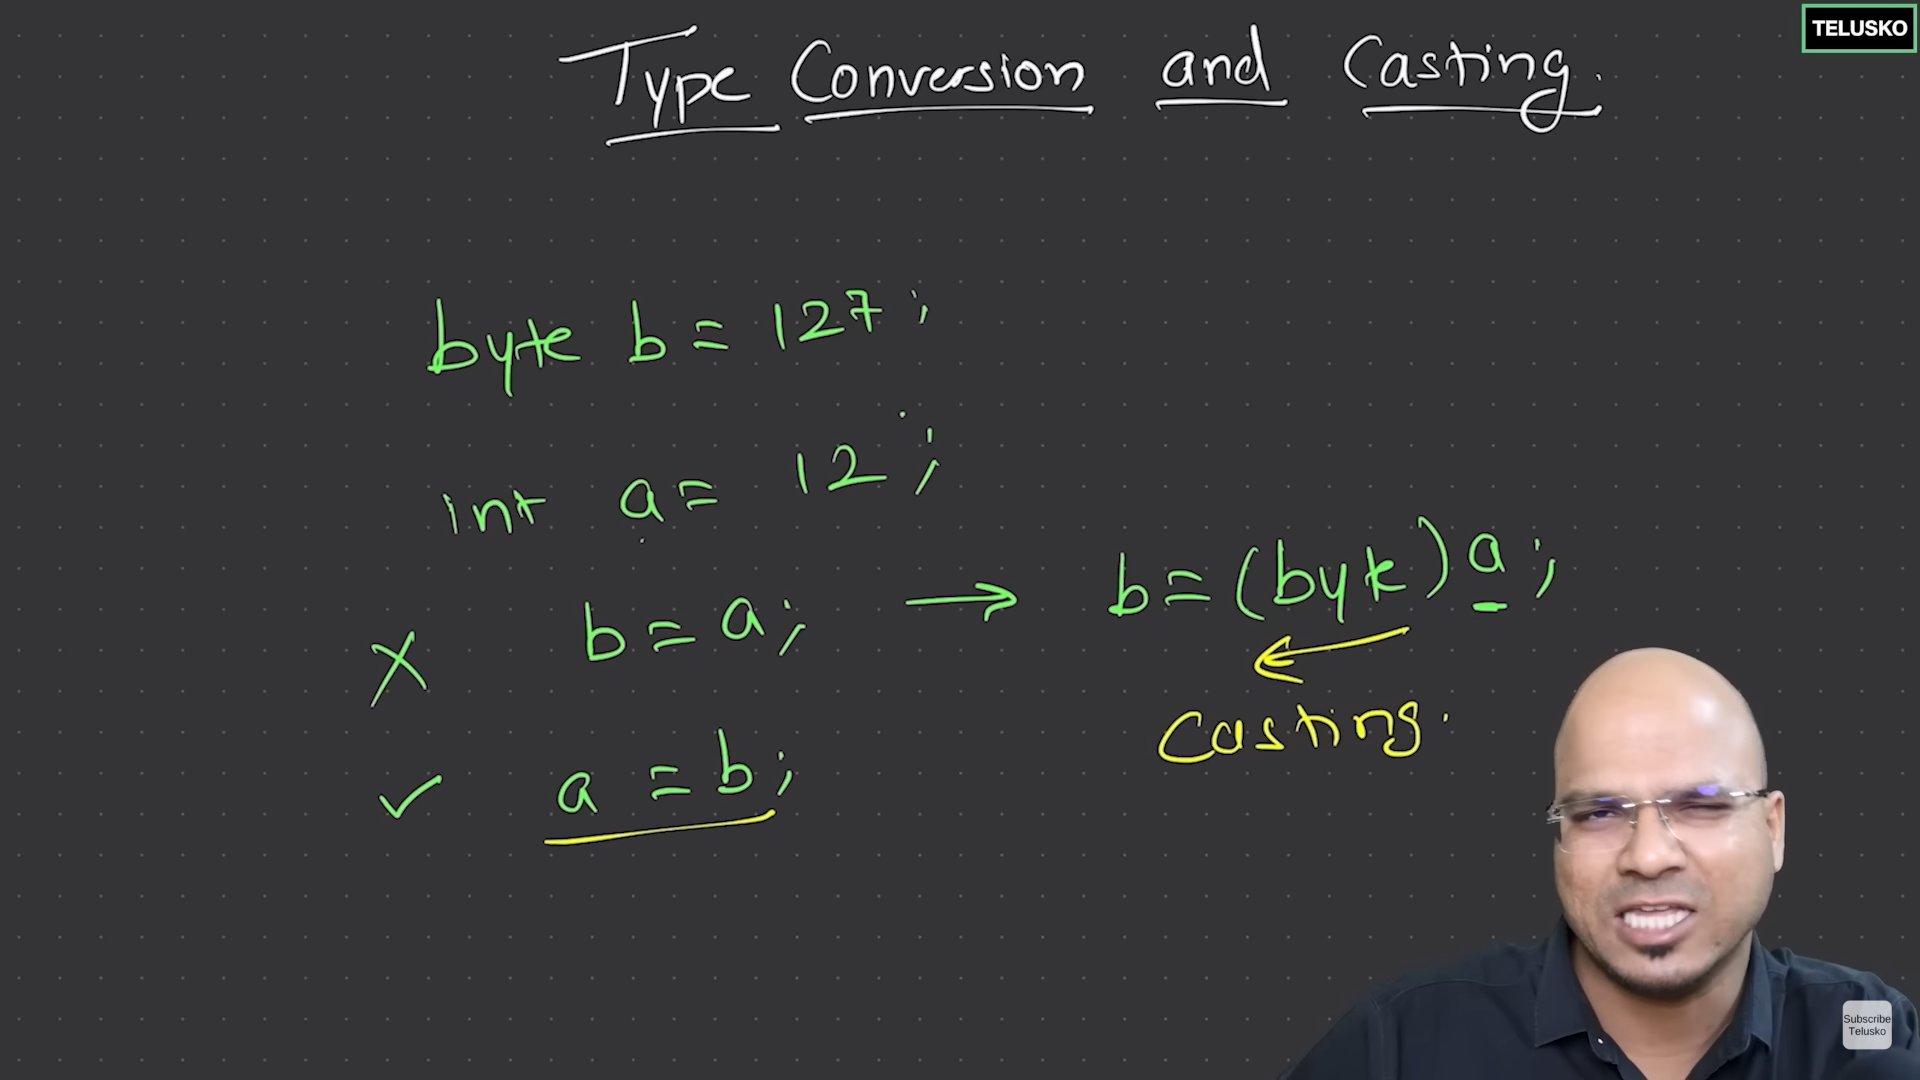 TELUSKO
Type Conversion and Casting.
byte b = 127;
int a = 12;
X b = a; → b = (byte) a;
← Casting.
✓ a = b;
Subscribe
Telusko